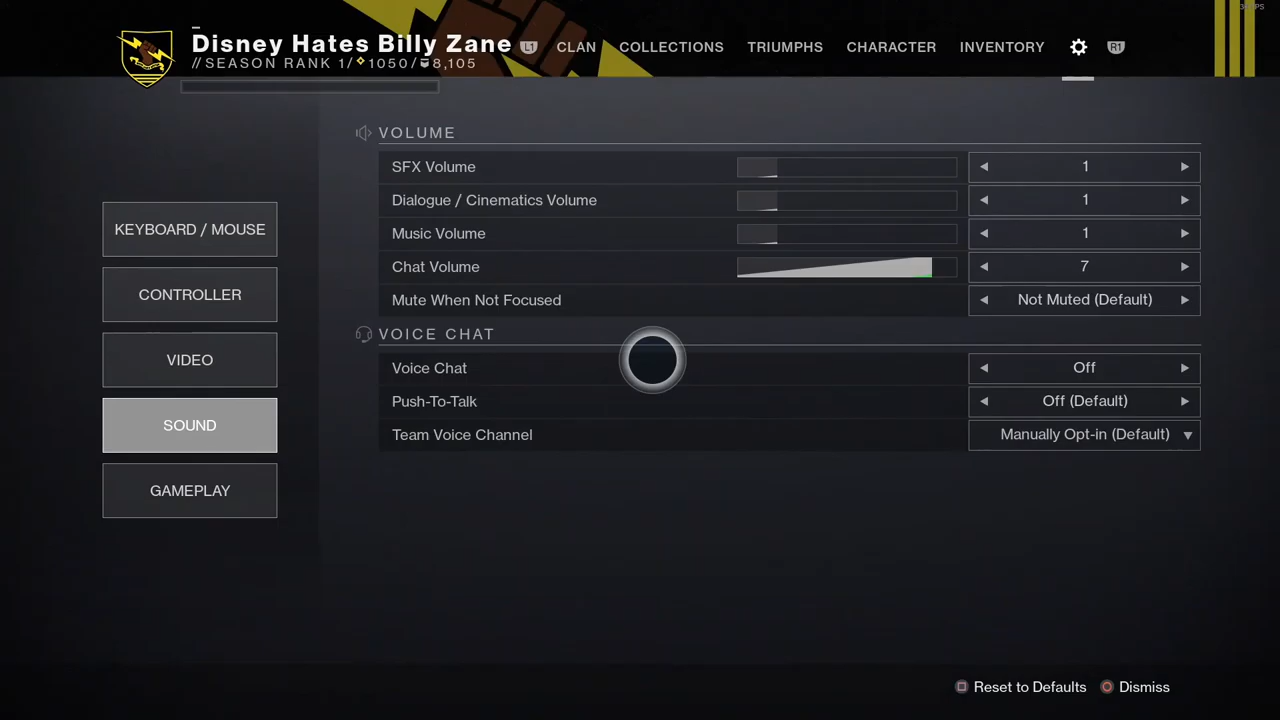 Disney Hates Billy Zane
//SEASON RANK 1/ 1050/ 8,105
L1 CLAN COLLECTIONS TRIUMPHS CHARACTER INVENTORY R1
VOLUME
SFX Volume 1
Dialogue / Cinematics Volume 1
Music Volume 1
Chat Volume 7
Mute When Not Focused Not Muted (Default)
VOICE CHAT
Voice Chat Off
Push-To-Talk Off (Default)
Team Voice Channel Manually Opt-in (Default)
KEYBOARD / MOUSE
CONTROLLER
VIDEO
SOUND
GAMEPLAY
Reset to Defaults Dismiss